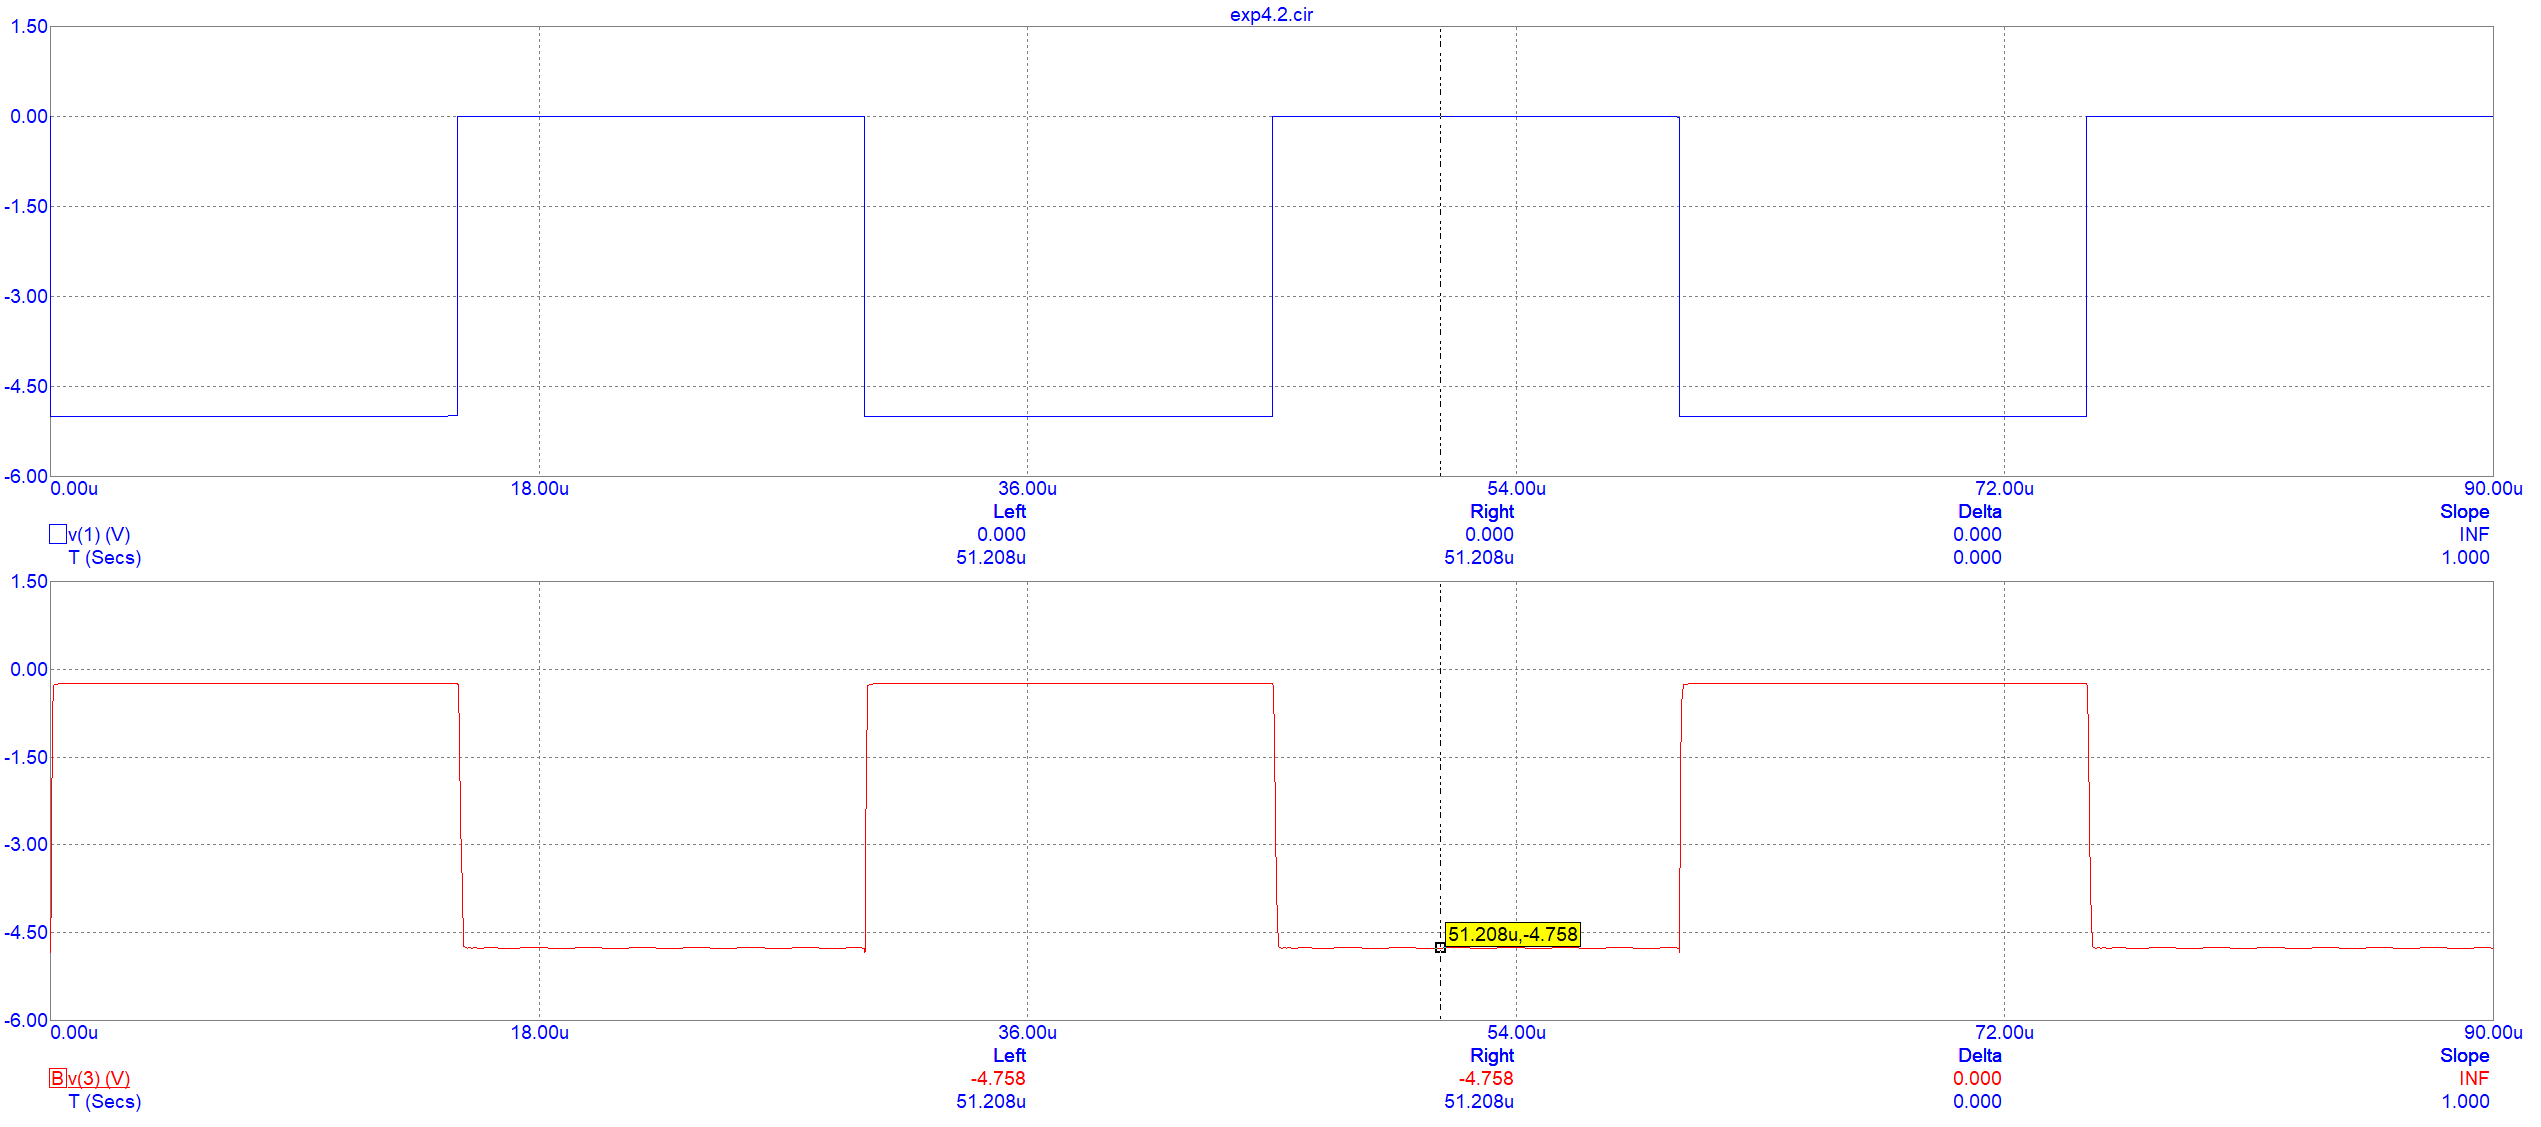 exp4.2.cir
1.50
0.00
-1.50
-3.00
-4.50
-6.00
0.00u 18.00u 36.00u 54.00u 72.00u 90.00u
Left Right Delta Slope
v(1) (V) 0.000 0.000 0.000 INF
T (Secs) 51.208u 51.208u 0.000 1.000
1.50
0.00
-1.50
-3.00
-4.50
51.208u,-4.758
-6.00
0.00u 18.00u 36.00u 54.00u 72.00u 90.00u
Left Right Delta Slope
B v(3) (V) -4.758 -4.758 0.000 INF
T (Secs) 51.208u 51.208u 0.000 1.000